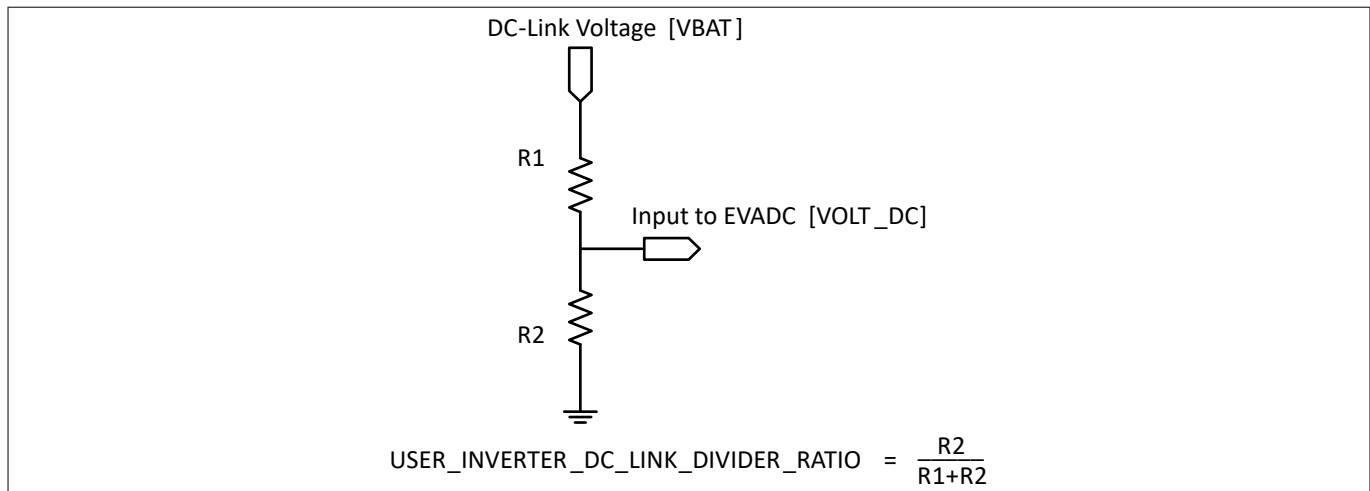 DC-Link Voltage [VBAT]
R1
Input to EVADC [VOLT_DC]
R2
USER_INVERTER_DC_LINK_DIVIDER_RATIO = R2
R1+R2